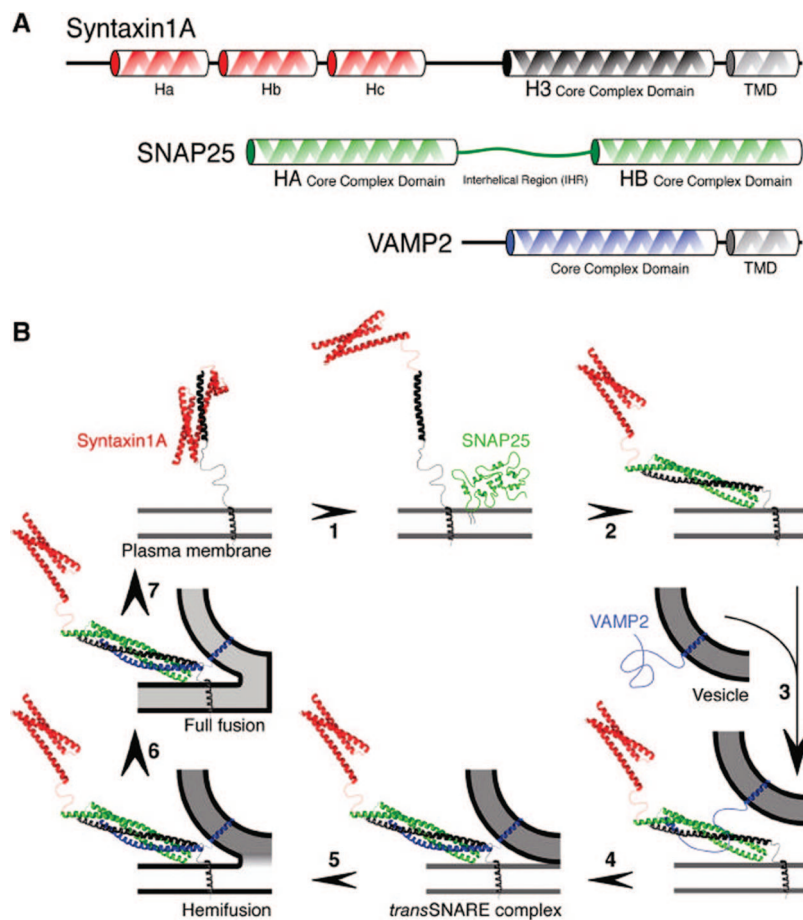 A
Syntaxin1A
Ha
Hb
Hc
H3 Core Complex Domain
TMD
SNAP25
HA Core Complex Domain
Interhelical Region (IHR)
HB Core Complex Domain
VAMP2
Core Complex Domain
TMD
B
Syntaxin1A
SNAP25
Plasma membrane
1
2
7
VAMP2
Vesicle
3
Full fusion
6
5
4
Hemifusion
transSNARE complex